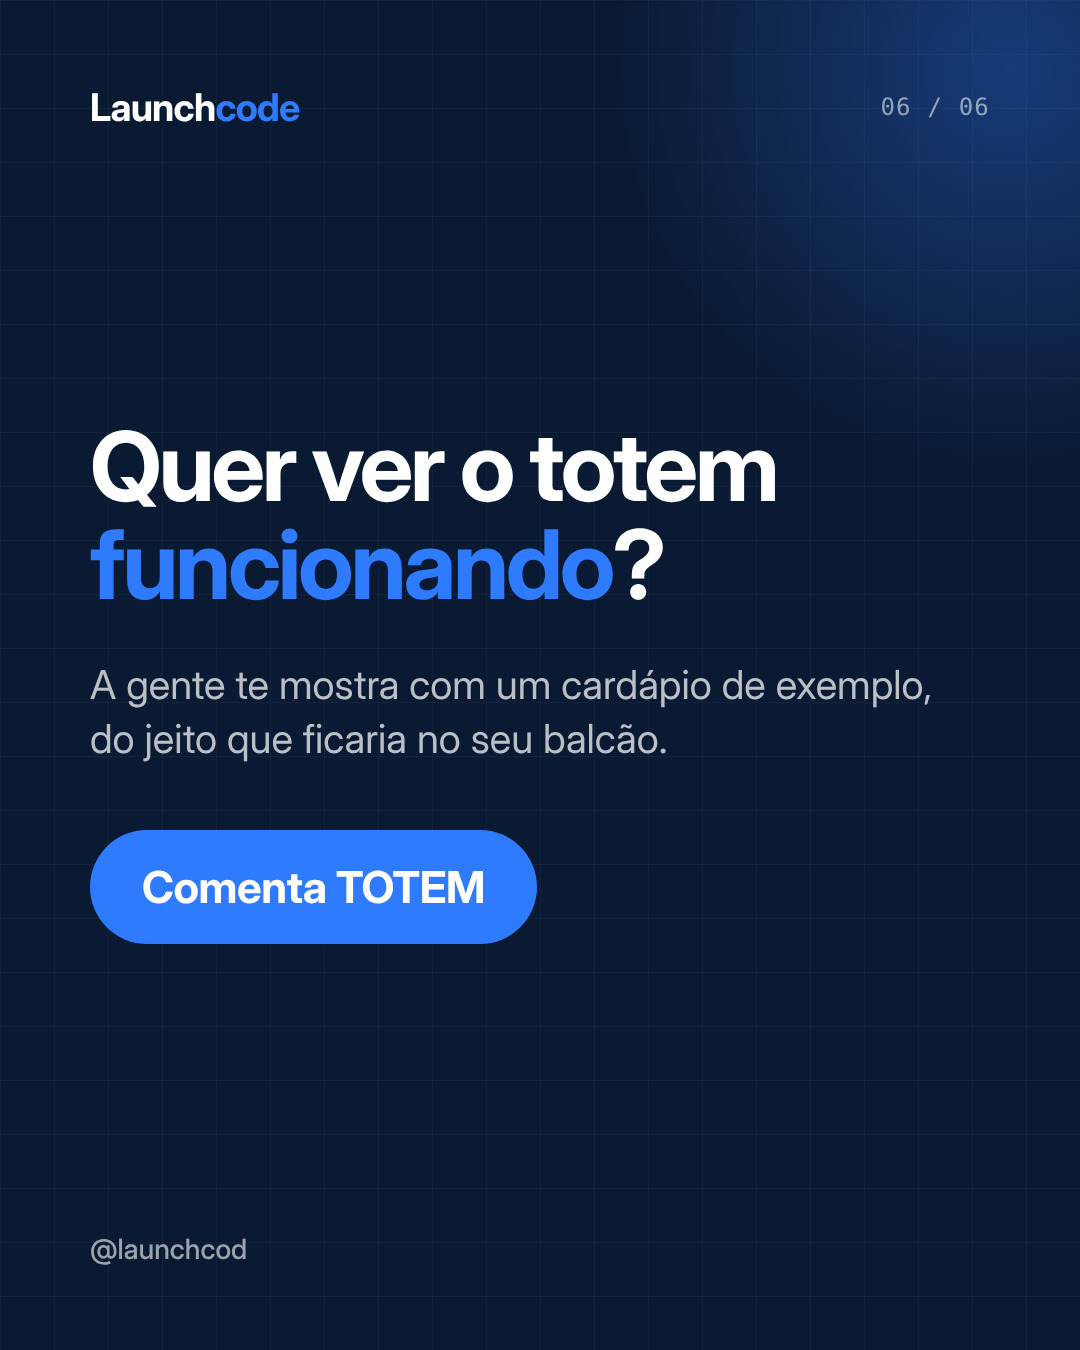 Launchcode
06 / 06
Quer ver o totem
funcionando?
A gente te mostra com um cardápio de exemplo,
do jeito que ficaria no seu balcão.
Comenta TOTEM
@launchcod